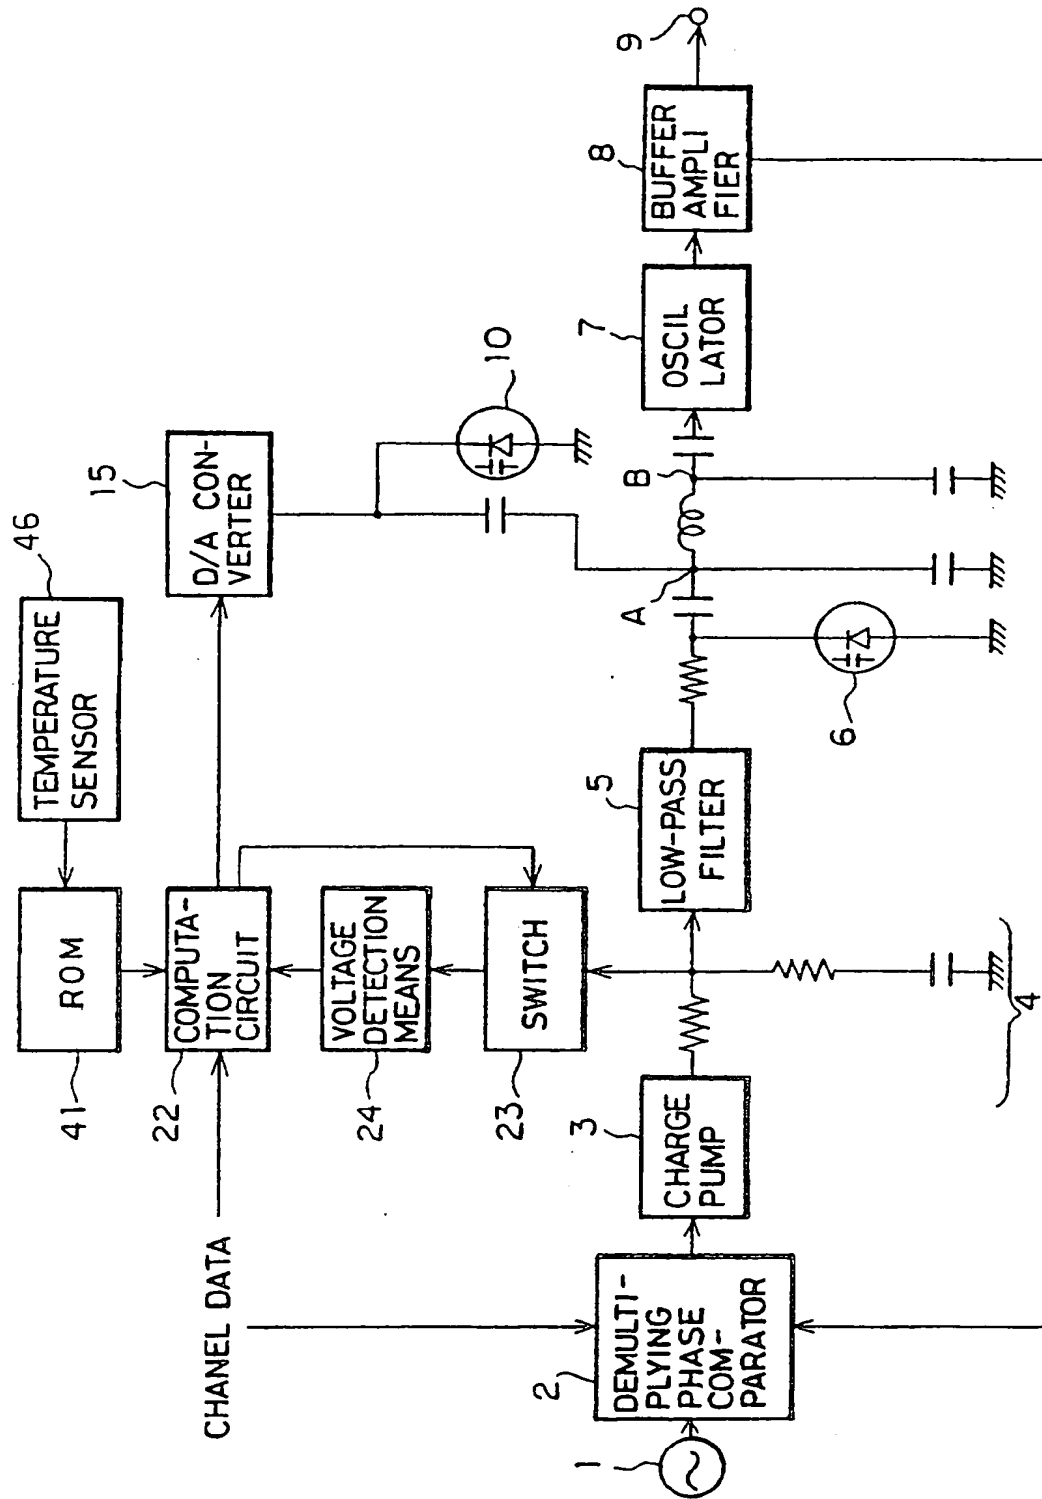 46
TEMPERATURE
SENSOR
41
ROM
15
D/A CON-
VERTER
22
COMPUTA-
TION
CIRCUIT
10
24
VOLTAGE
DETECTION
MEANS
23
SWITCH
CHANEL DATA
1
2
DEMULTI-
PLYING
PHASE
COM-
PARATOR
3
CHARGE
PUMP
4
5
LOW-PASS
FILTER
6
A
B
7
OSCIL
LATOR
8
BUFFER
AMPLI
FIER
9